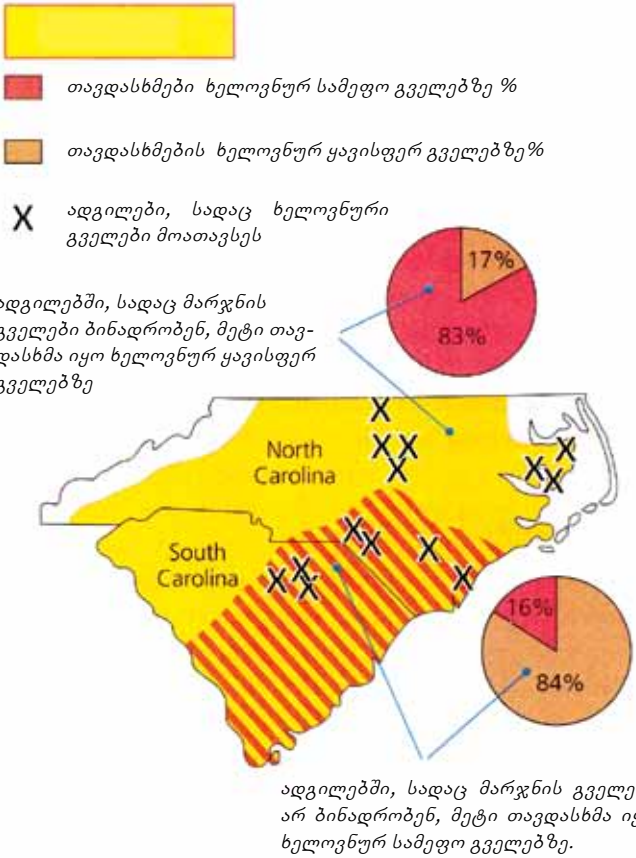 თავდასხმები ხელოვნურ სამეფო გველებზე %
თავდასხმების ხელოვნურ ყავისფერ გველებზე%
X ადგილები, სადაც ხელოვნური
გველები მოათავსეს
ადგილებში, სადაც მარჯნის
გველები ბინადრობენ, მეტი თავ-
დასხმა იყო ხელოვნურ ყავისფერ
გველებზე
17%
83%
North
Carolina
South
Carolina
16%
84%
ადგილებში, სადაც მარჯნის გველე
არ ბინადრობენ, მეტი თავდასხმა იყ
ხელოვნურ სამეფო გველებზე.